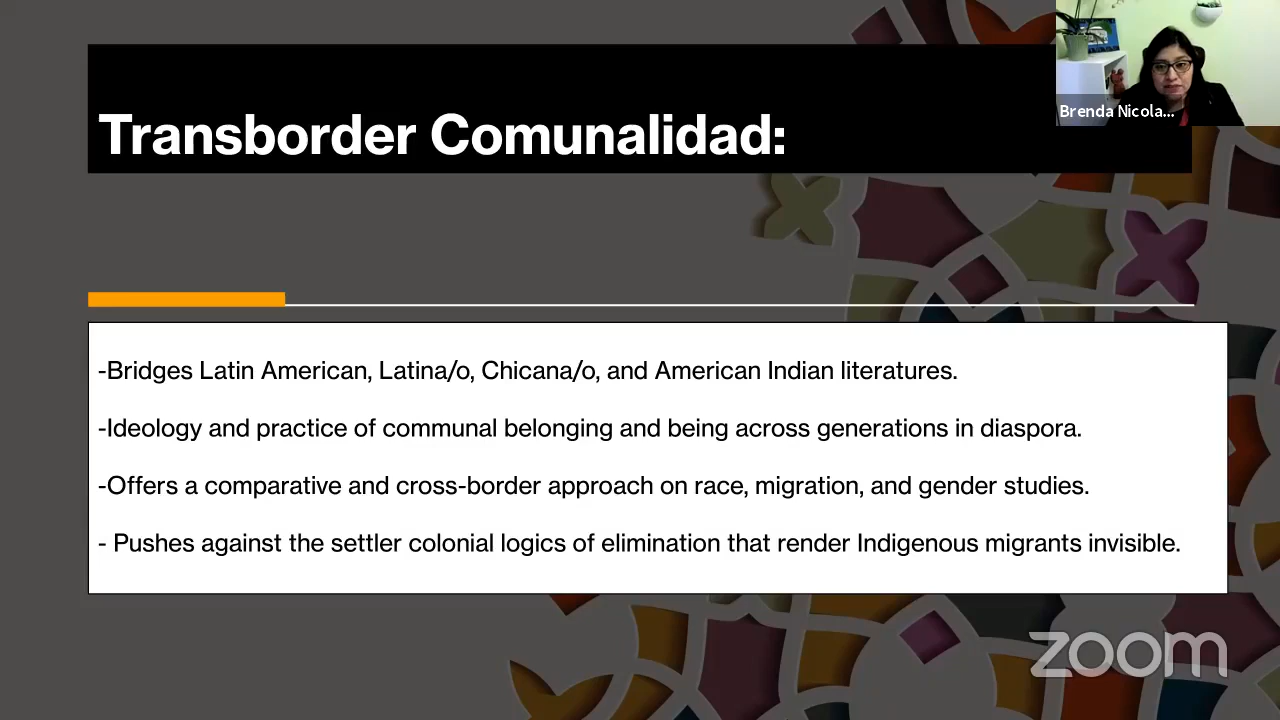 Brenda Nicola...
Transborder Comunalidad:
-Bridges Latin American, Latina/o, Chicana/o, and American Indian literatures.
-Ideology and practice of communal belonging and being across generations in diaspora.
-Offers a comparative and cross-border approach on race, migration, and gender studies.
- Pushes against the settler colonial logics of elimination that render Indigenous migrants invisible.
zoom